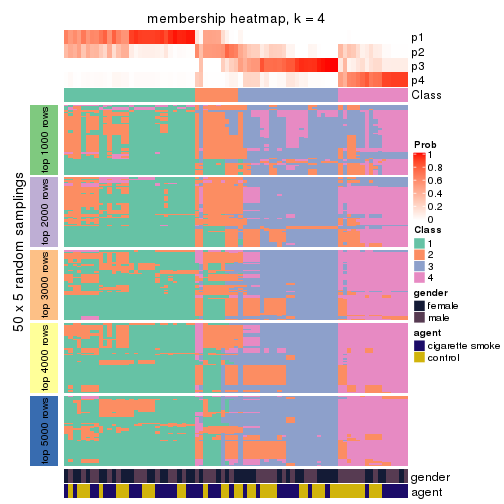 membership heatmap, k = 4
p1
p2
p3
p4
Class
50 x 5 random samplings
top 1000 rows
top 2000 rows
top 3000 rows
top 4000 rows
top 5000 rows
Prob
1
0.8
0.6
0.4
0.2
0
Class
1
2
3
4
gender
female
male
agent
cigarette smoke
control
gender
agent